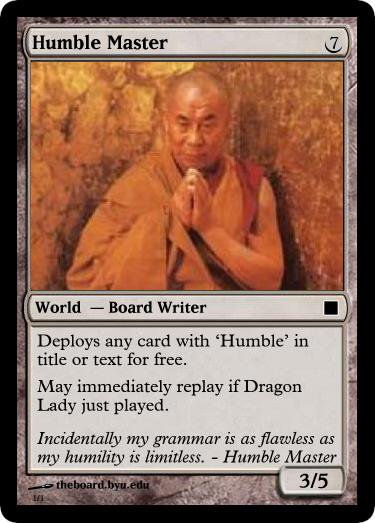 Humble Master 7
World — Board Writer
Deploys any card with ‘Humble’ in
title or text for free.
May immediately replay if Dragon
Lady just played.
Incidentally my grammar is as flawless as
my humility is limitless. - Humble Master
3/5
theboard.byu.edu
1/1